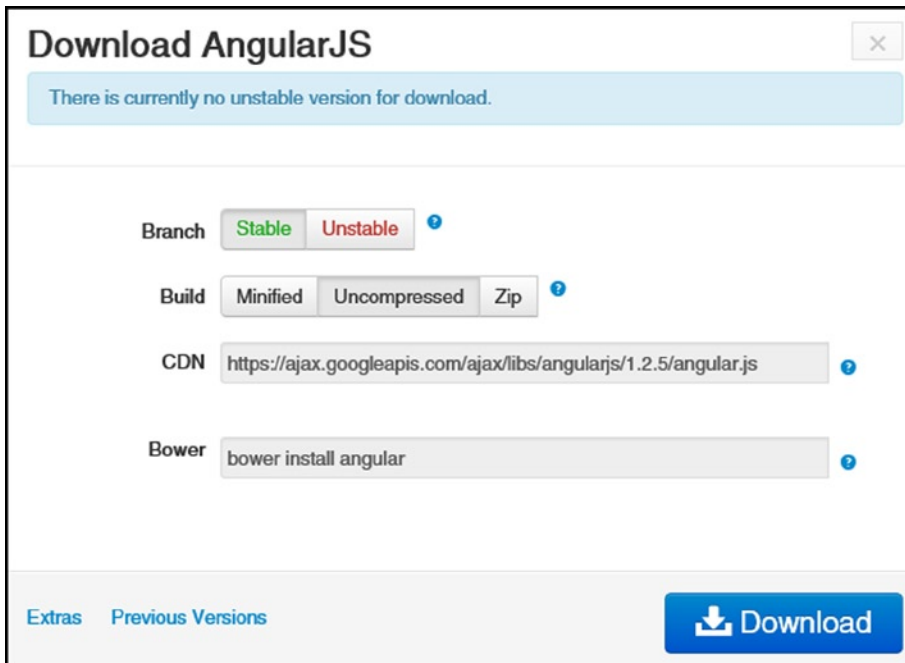 Download AngularJS
There is currently no unstable version for download.
Branch Stable Unstable ?
Build Minified Uncompressed Zip ?
CDN https://ajax.googleapis.com/ajax/libs/angularjs/1.2.5/angular.js ?
Bower bower install angular ?
Extras Previous Versions Download